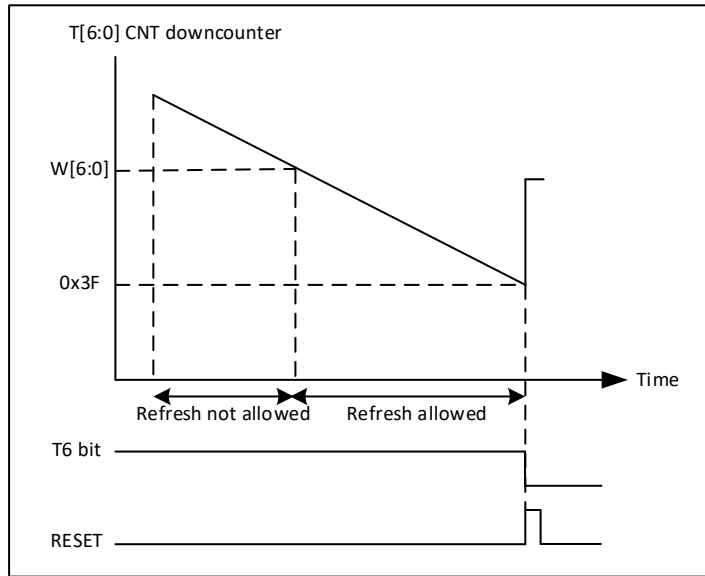 T[6:0] CNT downcounter
W[6:0]
0x3F
Time
Refresh not allowed
Refresh allowed
T6 bit
RESET